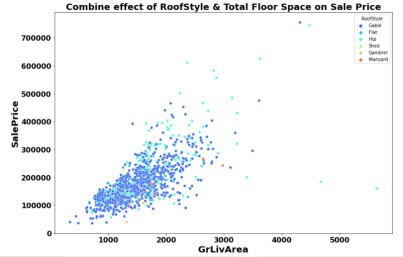 Combine effect of RoofStyle & Total Floor Space on Sale Price
RoofStyle
Gable
Flat
Hip
Shed
Gambrel
Mansard
700000
600000
500000
400000
300000
200000
100000
0
SalePrice
1000
2000
3000
4000
5000
GrLivArea